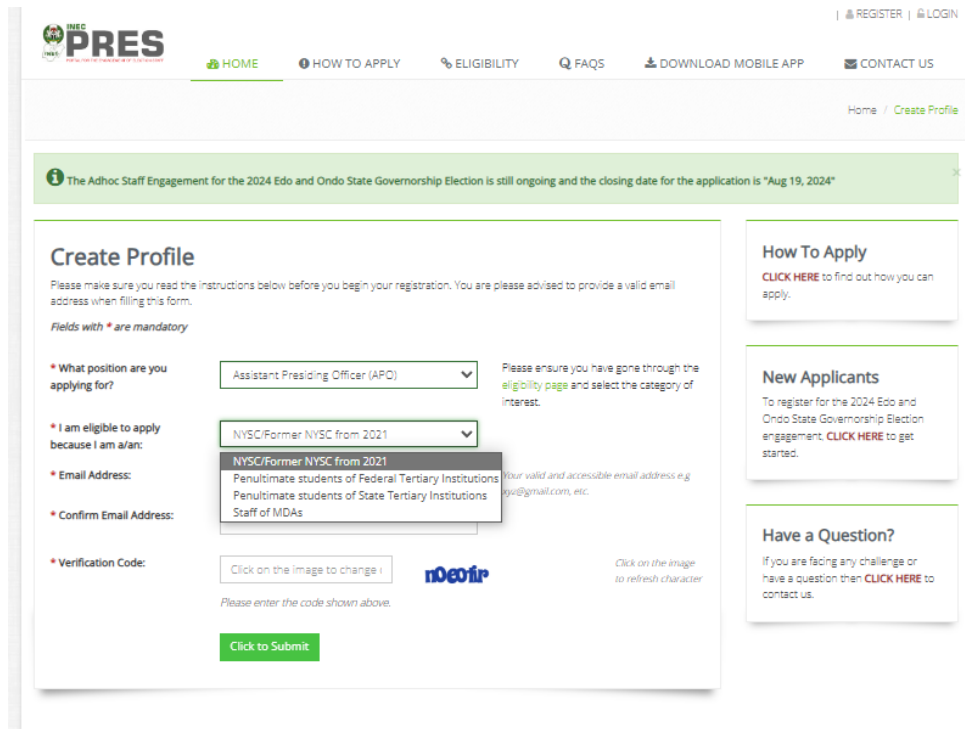 | REGISTER | LOGIN
INEC
PRES
HOME
HOW TO APPLY
ELIGIBILITY
FAQS
DOWNLOAD MOBILE APP
CONTACT US
Home / Create Profile
The Adhoc Staff Engagement for the 2024 Edo and Ondo State Governorship Election is still ongoing and the closing date for the application is "Aug 19, 2024"
×
Create Profile
Please make sure you read the instructions below before you begin your registration. You are please advised to provide a valid email
address when filling this form.
Fields with * are mandatory
* What position are you
applying for?
Assistant Presiding Officer (APO)
Please ensure you have gone through the
eligibility page and select the category of
interest.
* I am eligible to apply
because I am a/an:
NYSC/Former NYSC from 2021
NYSC/Former NYSC from 2021
Penultimate students of Federal Tertiary Institutions
Penultimate students of State Tertiary Institutions
Staff of MDAs
* Email Address:
Your valid and accessible email address e.g
xyz@gmail.com, etc.
* Confirm Email Address:
* Verification Code:
Click on the image to change
Click on the image
to refresh character
Please enter the code shown above.
Click to Submit
How To Apply
CLICK HERE to find out how you can
apply.
New Applicants
To register for the 2024 Edo and
Ondo State Governorship Election
engagement, CLICK HERE to get
started.
Have a Question?
If you are facing any challenge or
have a question then CLICK HERE to
contact us.